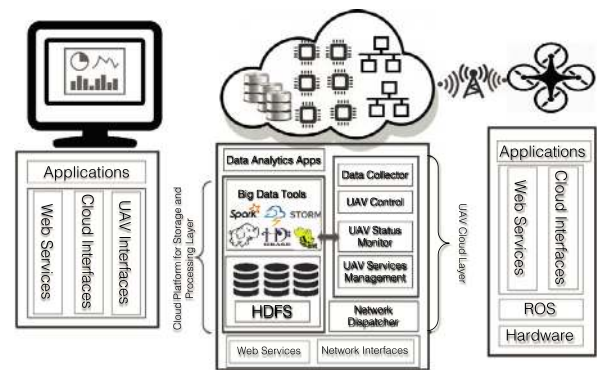 Applications
Web Services
Cloud Interfaces
UAV Interfaces
Cloud Platform for Storage and
Processing Layer
Data Analytics Apps
Big Data Tools
Spark
STORM
HBASE
HDFS
Data Collector
UAV Control
UAV Status
Monitor
UAV Services
Management
Network
Dispatcher
Web Services
Network Interfaces
UAV Cloud Layer
Applications
Web Services
Cloud Interfaces
ROS
Hardware